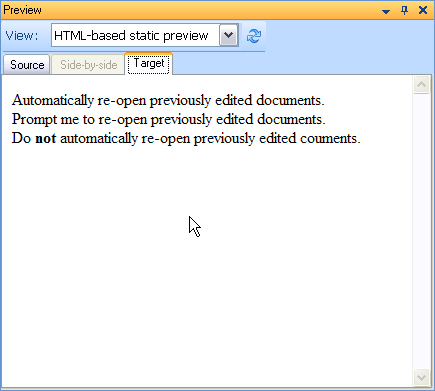 Preview
View: HTML-based static preview
Source Side-by-side Target
Automatically re-open previously edited documents.
Prompt me to re-open previously edited documents.
Do not automatically re-open previously edited couments.